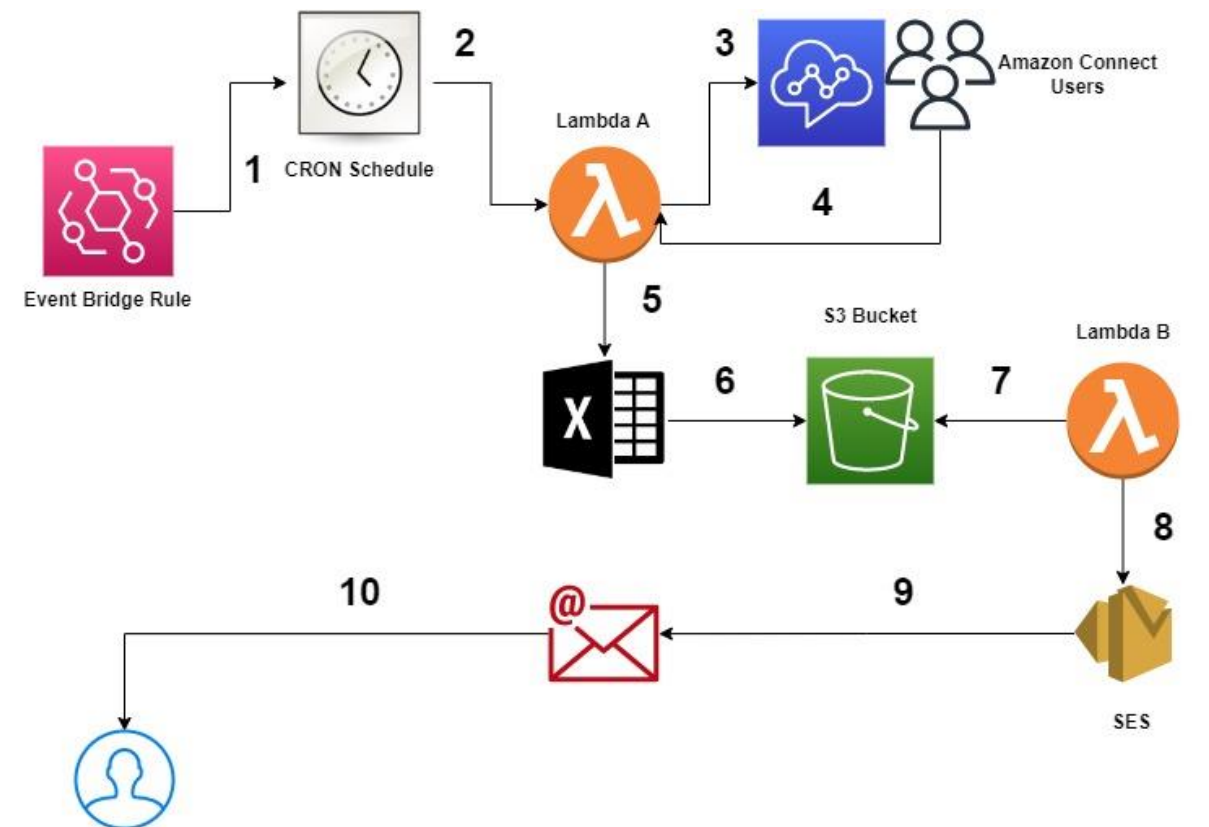 2
3
Amazon Connect
Users
Lambda A
1
CRON Schedule
4
Event Bridge Rule
5
S3 Bucket
Lambda B
X
6
7
8
10
@
9
SES